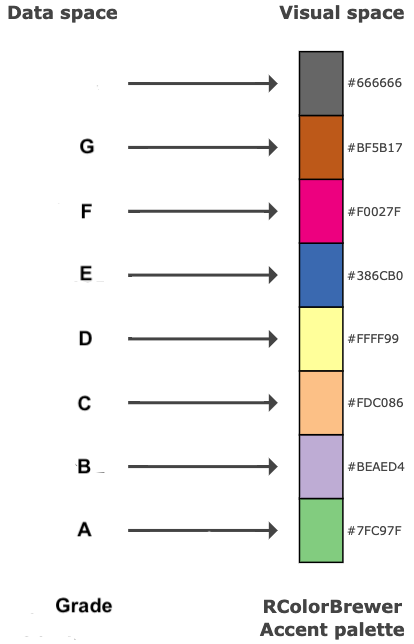 Data space Visual space
#666666
G #BF5B17
F #F0027F
E #386CB0
D #FFFF99
C #FDC086
B #BEAED4
A #7FC97F
Grade RColorBrewer
Accent palette